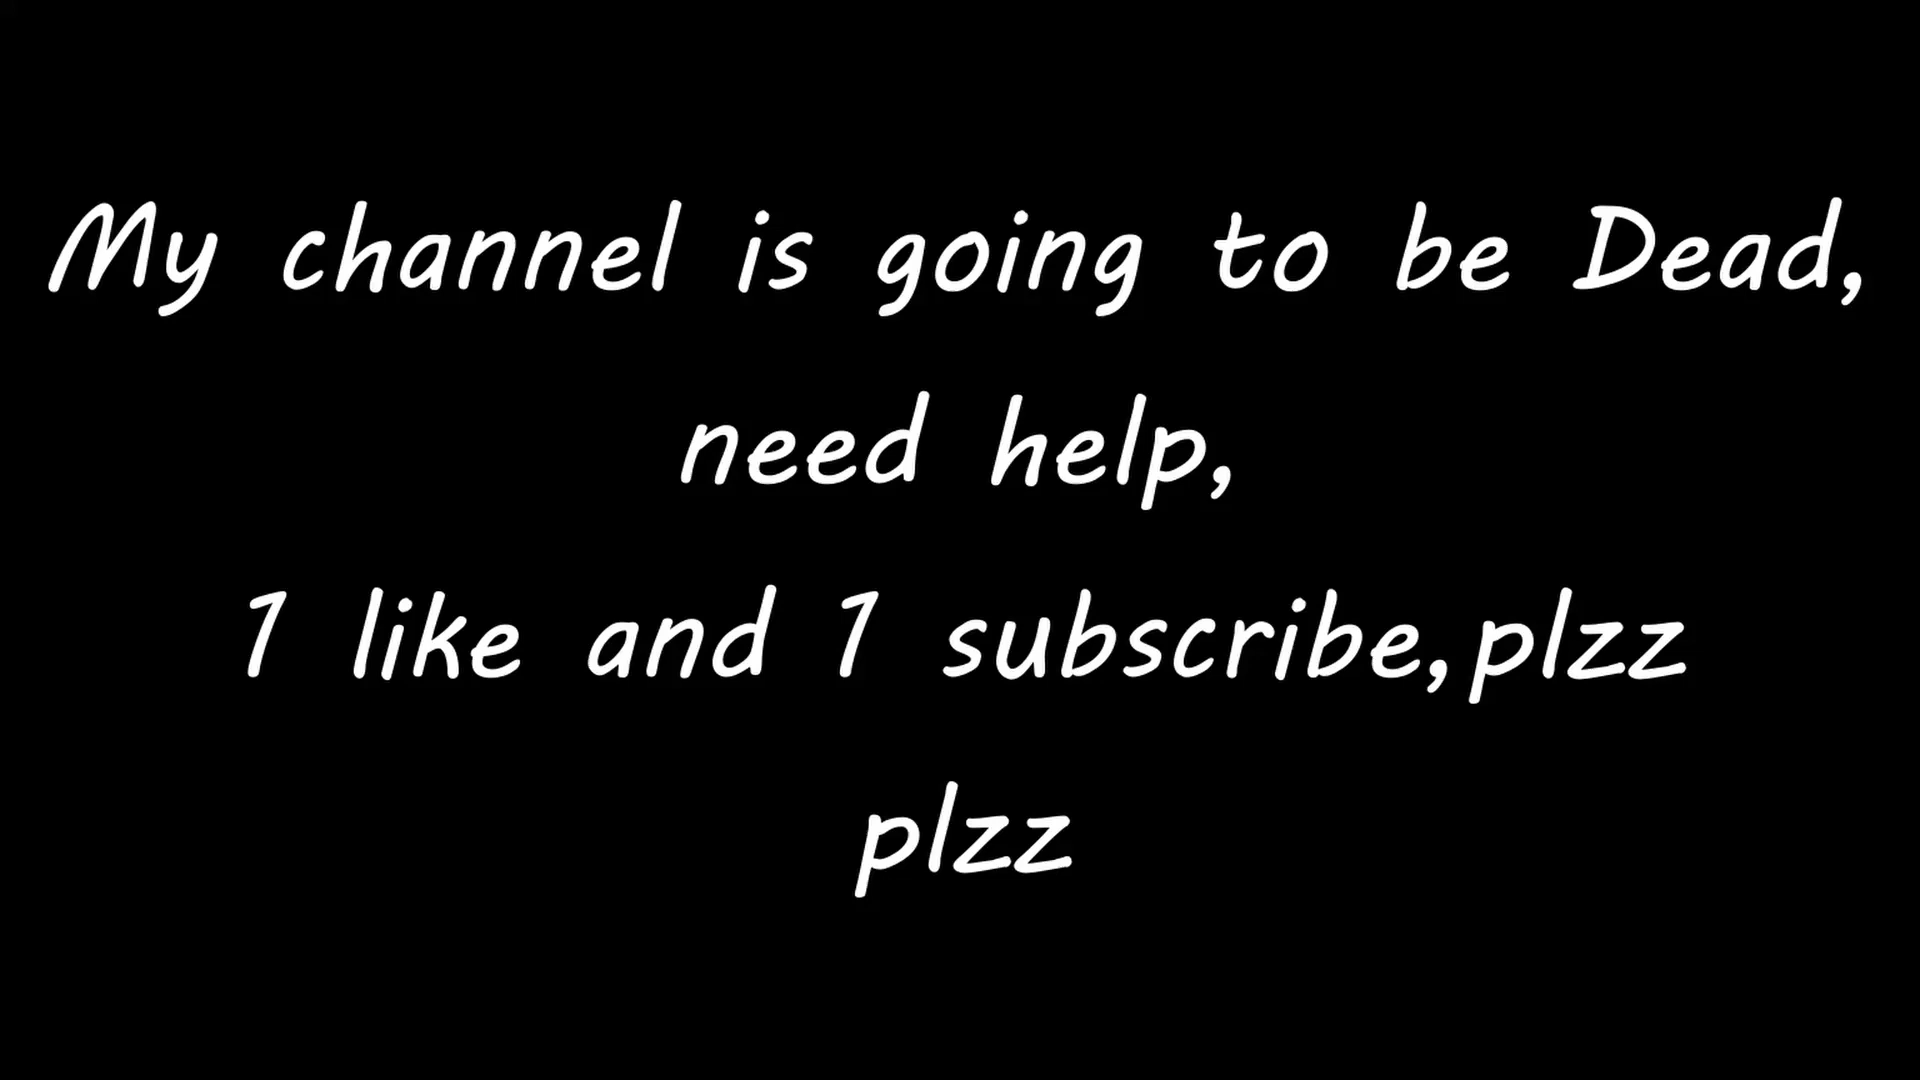 My channel is going to be Dead,
need help,
1 like and 1 subscribe,plzz
plzz